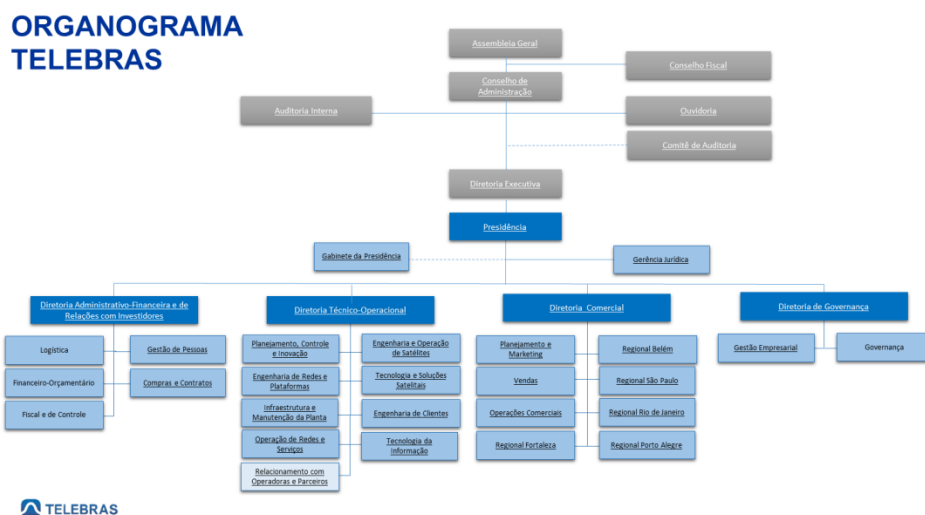 ORGANOGRAMA
TELEBRAS
Assembleia Geral
Conselho Fiscal
Conselho de
Administração
Auditoria Interna
Ouvidoria
Comitê de Auditoria
Diretoria Executiva
Presidência
Gabinete da Presidência
Gerência Jurídica
Diretoria Administrativo-Financeira e de
Relações com Investidores
Diretoria Técnico-Operacional
Diretoria Comercial
Diretoria de Governança
Logística
Gestão de Pessoas
Financeiro-Orçamentário
Compras e Contratos
Fiscal e de Controle
Planejamento, Controle
e Inovação
Engenharia e Operação
de Satélites
Engenharia de Redes e
Plataformas
Tecnologia e Soluções
Satelitais
Infraestrutura e
Manutenção da Planta
Engenharia de Clientes
Operação de Redes e
Serviços
Tecnologia da
Informação
Relacionamento com
Operadoras e Parceiros
Planejamento e
Marketing
Regional Belém
Vendas
Regional São Paulo
Operações Comerciais
Regional Rio de Janeiro
Regional Fortaleza
Regional Porto Alegre
Gestão Empresarial
Governança
TELEBRAS